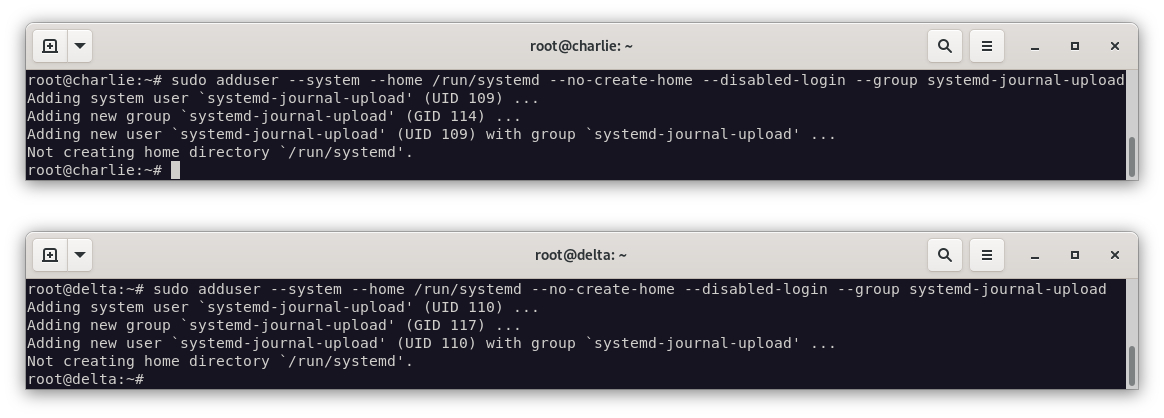 root@charlie: ~
root@charlie:~# sudo adduser --system --home /run/systemd --no-create-home --disabled-login --group systemd-journal-upload
Adding system user `systemd-journal-upload' (UID 109) ...
Adding new group `systemd-journal-upload' (GID 114) ...
Adding new user `systemd-journal-upload' (UID 109) with group `systemd-journal-upload' ...
Not creating home directory `/run/systemd'.
root@charlie:~#
root@delta: ~
root@delta:~# sudo adduser --system --home /run/systemd --no-create-home --disabled-login --group systemd-journal-upload
Adding system user `systemd-journal-upload' (UID 110) ...
Adding new group `systemd-journal-upload' (GID 117) ...
Adding new user `systemd-journal-upload' (UID 110) with group `systemd-journal-upload' ...
Not creating home directory `/run/systemd'.
root@delta:~#